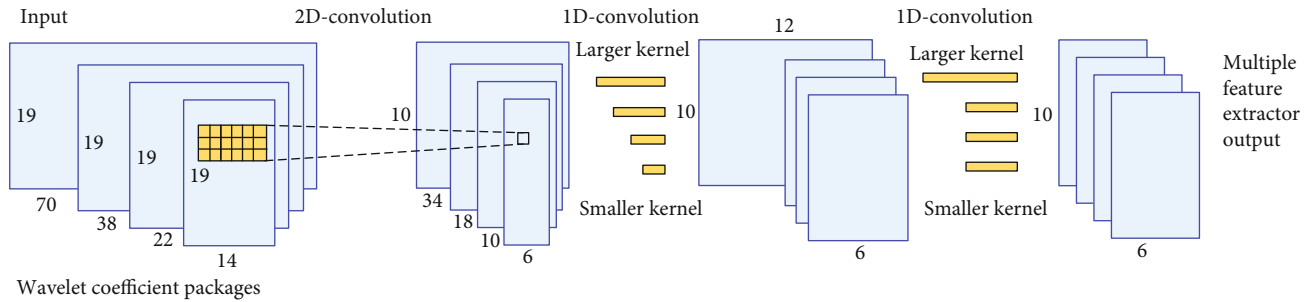 Input
2D-convolution
1D-convolution
1D-convolution
19
19
19
19
70
38
22
14
Wavelet coefficient packages
10
34
18
10
6
Larger kernel
Smaller kernel
12
10
6
Larger kernel
Smaller kernel
10
6
Multiple
feature
extractor
output